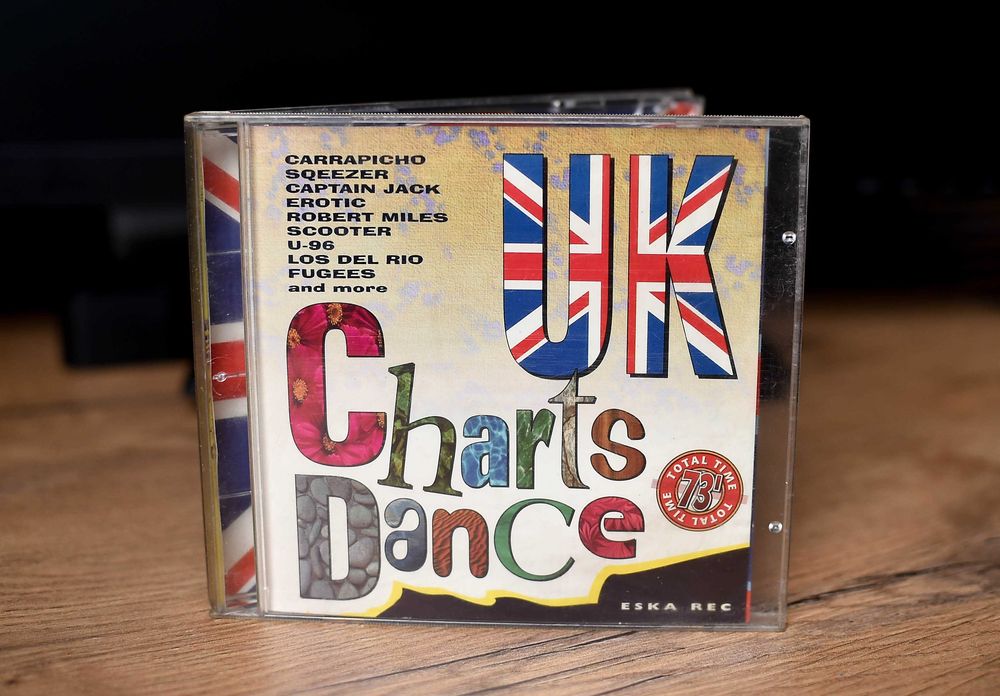 CARRAPICHO
SQEEZER
CAPTAIN JACK
EROTIC
ROBERT MILES
SCOOTER
U-96
LOS DEL RIO
FUGEES
and more
UK
Charts
Dance
TOTAL TIME
73'
TOTAL TIME
ESKA REC